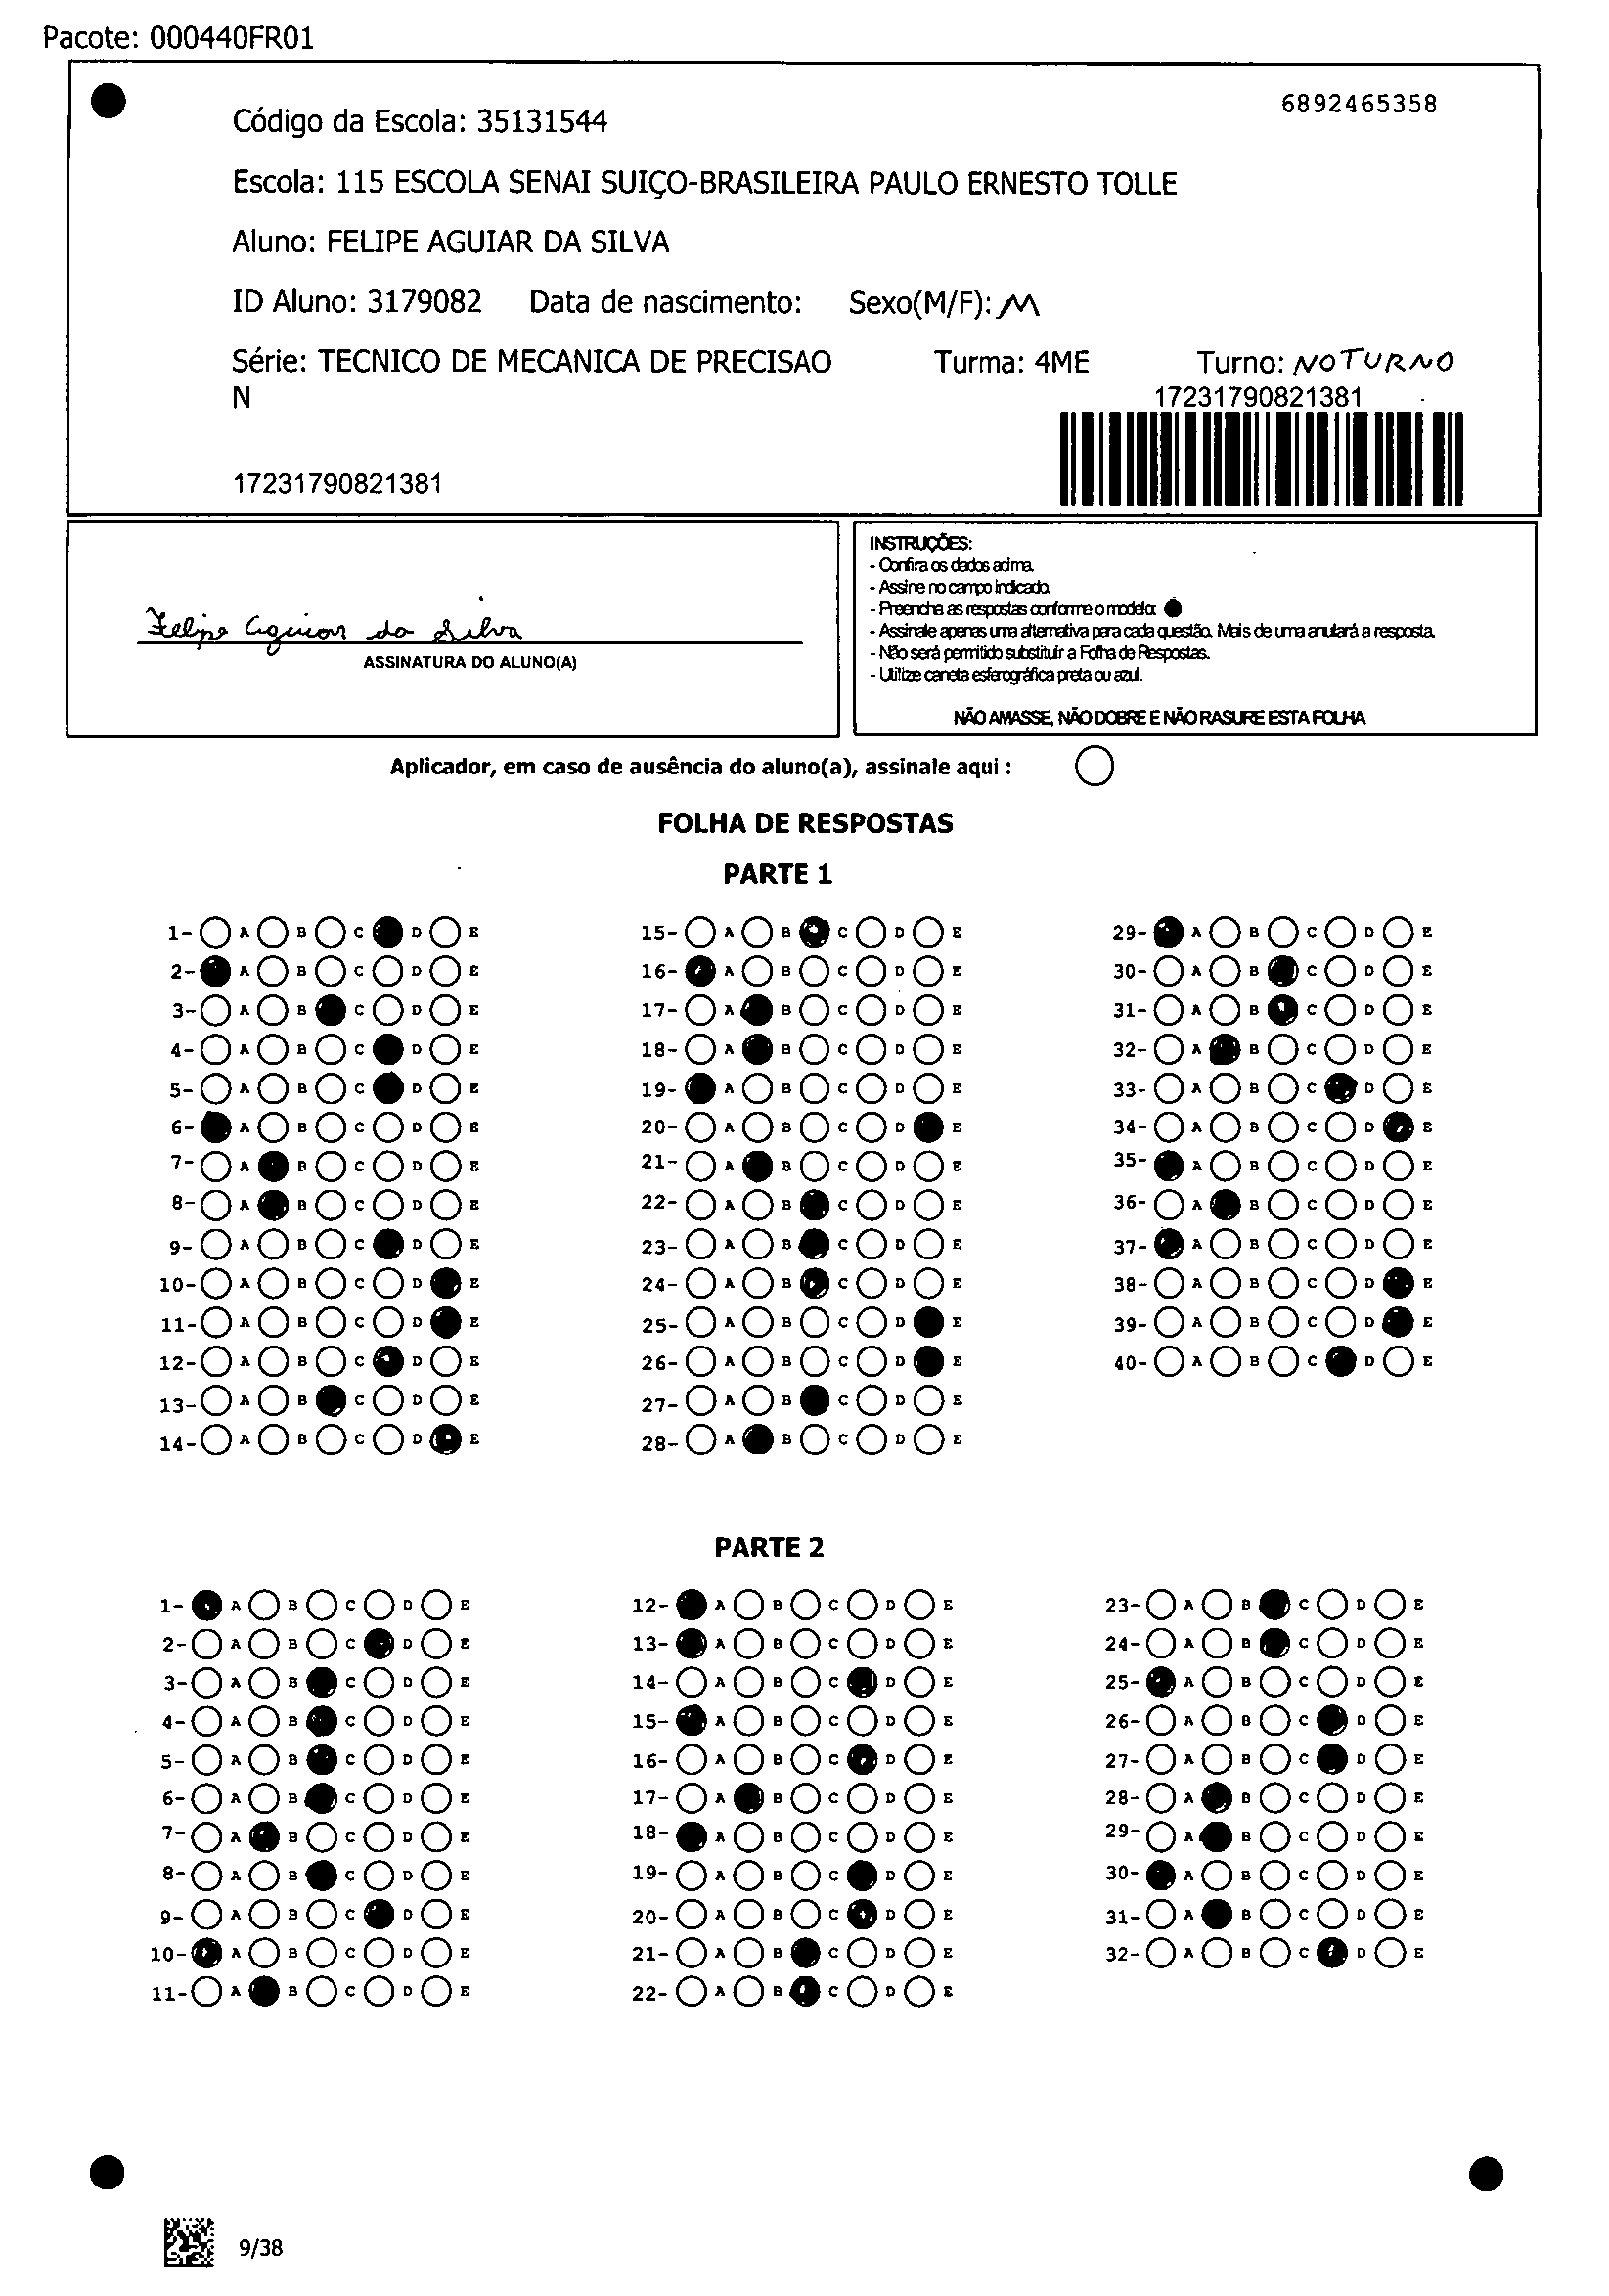 Pacote: 000440FR01
6892465358
Código da Escola: 35131544
Escola: 115 ESCOLA SENAI SUIÇO-BRASILEIRA PAULO ERNESTO TOLLE
Aluno: FELIPE AGUIAR DA SILVA
ID Aluno: 3179082 Data de nascimento: Sexo(M/F): M
Série: TECNICO DE MECANICA DE PRECISAO Turma: 4ME Turno: NOTURNO
N
17231790821381
17231790821381
Felipe Aguiar da Silva
ASSINATURA DO ALUNO(A)
INSTRUÇÕES:
- Confira os dados acima.
- Assine no campo indicado.
- Preencha as respostas conforme o modelo:
- Assinale apenas uma alternativa para cada questão. Mais de uma anulará a resposta.
- Não será permitido substituir a Folha de Respostas.
- Utilize caneta esferográfica preta ou azul.
NÃO AMASSE, NÃO DOBRE E NÃO RASURE ESTA FOLHA
Aplicador, em caso de ausência do aluno(a), assinale aqui :
FOLHA DE RESPOSTAS
PARTE 1
1- A B C D E 15- A B C D E 29- A B C D E
2- A B C D E 16- A B C D E 30- A B C D E
3- A B C D E 17- A B C D E 31- A B C D E
4- A B C D E 18- A B C D E 32- A B C D E
5- A B C D E 19- A B C D E 33- A B C D E
6- A B C D E 20- A B C D E 34- A B C D E
7- A B C D E 21- A B C D E 35- A B C D E
8- A B C D E 22- A B C D E 36- A B C D E
9- A B C D E 23- A B C D E 37- A B C D E
10- A B C D E 24- A B C D E 38- A B C D E
11- A B C D E 25- A B C D E 39- A B C D E
12- A B C D E 26- A B C D E 40- A B C D E
13- A B C D E 27- A B C D E
14- A B C D E 28- A B C D E
PARTE 2
1- A B C D E 12- A B C D E 23- A B C D E
2- A B C D E 13- A B C D E 24- A B C D E
3- A B C D E 14- A B C D E 25- A B C D E
4- A B C D E 15- A B C D E 26- A B C D E
5- A B C D E 16- A B C D E 27- A B C D E
6- A B C D E 17- A B C D E 28- A B C D E
7- A B C D E 18- A B C D E 29- A B C D E
8- A B C D E 19- A B C D E 30- A B C D E
9- A B C D E 20- A B C D E 31- A B C D E
10- A B C D E 21- A B C D E 32- A B C D E
11- A B C D E 22- A B C D E
9/38